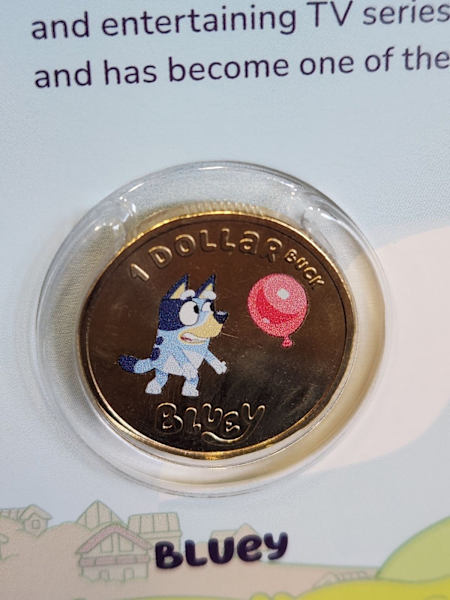 and entertaining TV series
and has become one of the
1 DOLLAR BUCK
BLUEY
BLUEY